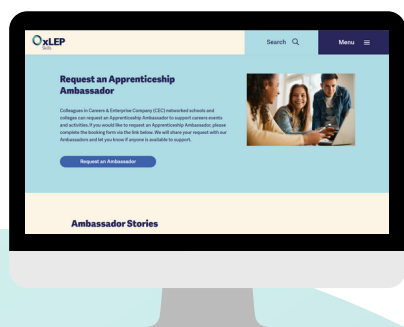 OxLEP
Skills
Search
Menu
Request an Apprenticeship
Ambassador
Colleagues in Careers & Enterprise Company (CEC) networked schools and
colleges can request an Apprenticeship Ambassador to support careers events
and activities. If you would like to request an Apprenticeship Ambassador, please
complete the booking form via the link below. We will share your request with our
Ambassadors and let you know if anyone is available to support.
Request an Ambassador
Ambassador Stories